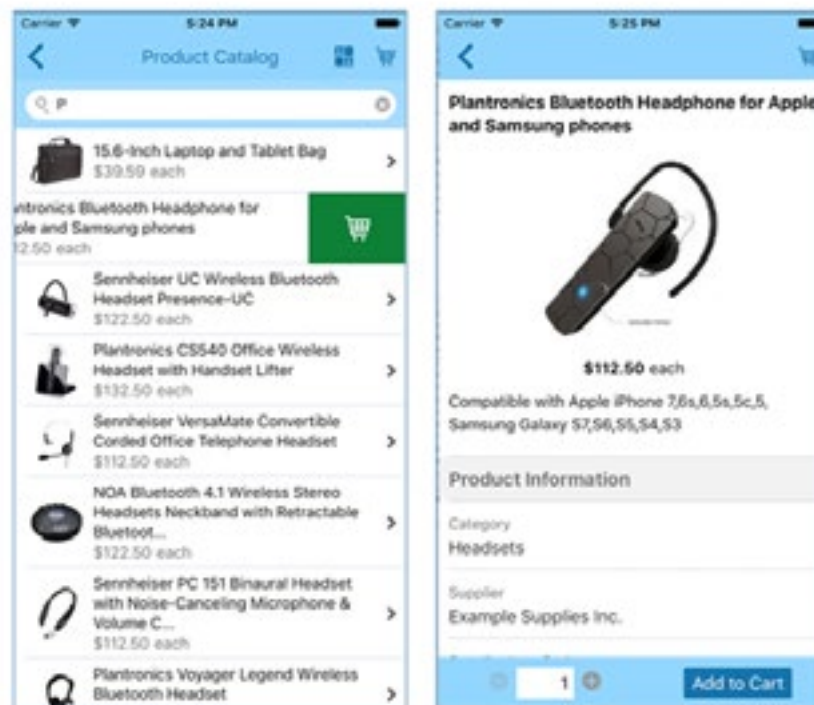 Carrier 5:24 PM
Product Catalog
P
15.6-Inch Laptop and Tablet Bag
$39.59 each
ntronics Bluetooth Headphone for
ple and Samsung phones
12.50 each
Sennheiser UC Wireless Bluetooth
Headset Presence-UC
$122.50 each
Plantronics CS540 Office Wireless
Headset with Handset Lifter
$132.50 each
Sennheiser VersaMate Convertible
Corded Office Telephone Headset
$112.50 each
NOA Bluetooth 4.1 Wireless Stereo
Headsets Neckband with Retractable
Bluetoot...
$122.50 each
Sennheiser PC 151 Binaural Headset
with Noise-Canceling Microphone &
Volume C...
$112.50 each
Plantronics Voyager Legend Wireless
Bluetooth Headset
Carrier 5:25 PM
Plantronics Bluetooth Headphone for Apple
and Samsung phones
$112.50 each
Compatible with Apple iPhone 7,6s,6,5s,5c,5,
Samsung Galaxy S7,S6,S5,S4,S3
Product Information
Category
Headsets
Supplier
Example Supplies Inc.
1
Add to Cart